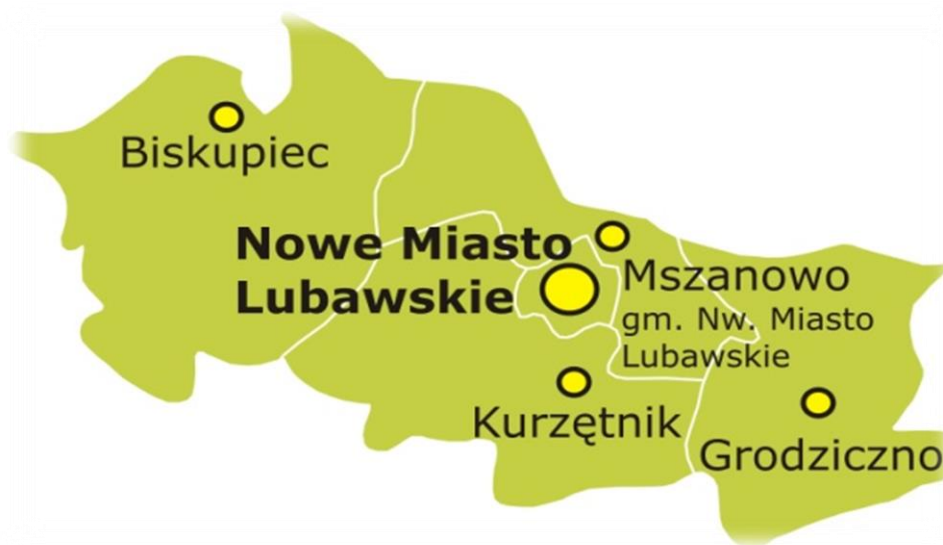 Biskupiec
Nowe Miasto
Lubawskie
Mszanowo
gm. Nw. Miasto
Lubawskie
Kurzętnik
Grodziczno